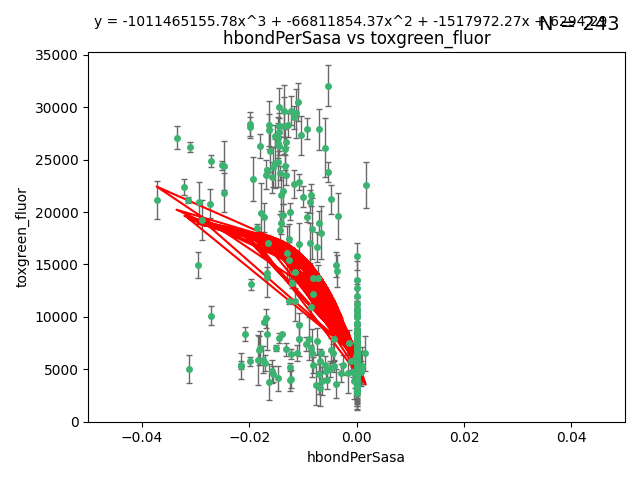 y = -1011465155.78x^3 + -66811854.37x^2 + -1517972.27x + 6294.29
N = 243
hbondPerSasa vs toxgreen_fluor
35000
30000
25000
20000
15000
10000
5000
0
toxgreen_fluor
−0.04
−0.02
0.00
0.02
0.04
hbondPerSasa